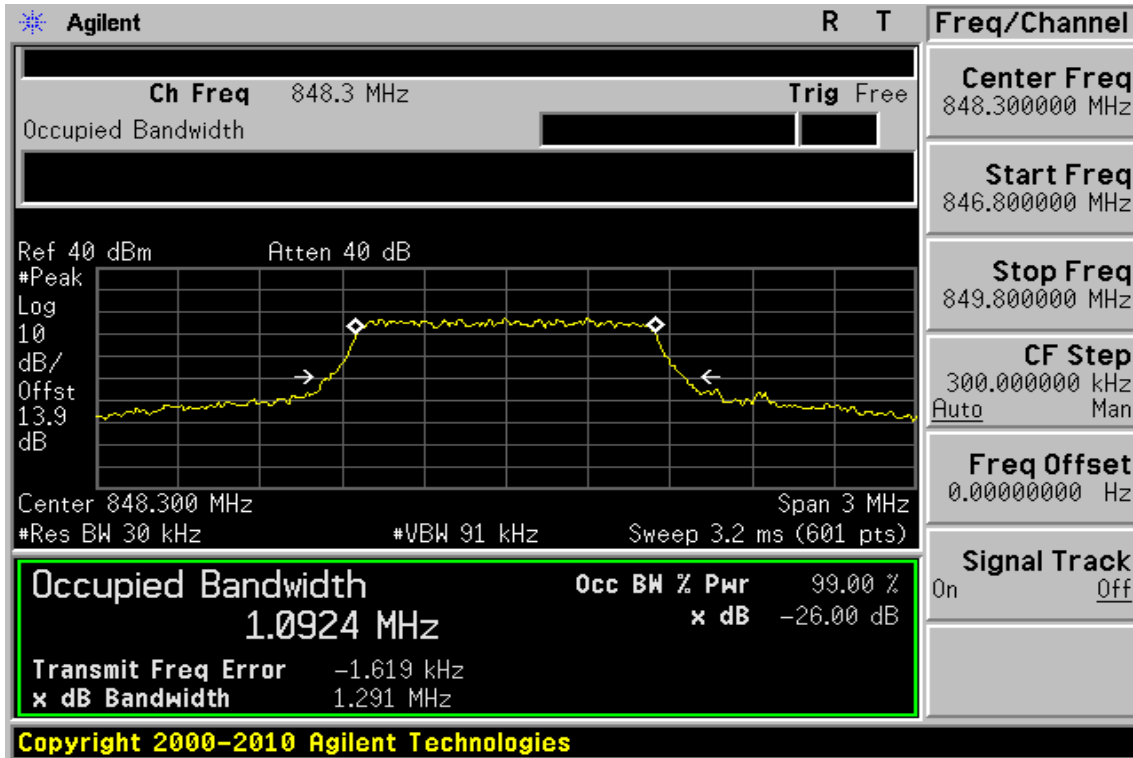 Agilent R T
Freq/Channel
Ch Freq 848.3 MHz Trig Free
Occupied Bandwidth
Center Freq
848.300000 MHz
Start Freq
846.800000 MHz
Stop Freq
849.800000 MHz
CF Step
300.000000 kHz
Auto Man
Freq Offset
0.00000000 Hz
Signal Track
On Off
Ref 40 dBm Atten 40 dB
#Peak
Log
10
dB/
Offst
13.9
dB
Center 848.300 MHz Span 3 MHz
#Res BW 30 kHz #VBW 91 kHz Sweep 3.2 ms (601 pts)
Occupied Bandwidth
1.0924 MHz
Occ BW % Pwr 99.00 %
x dB -26.00 dB
Transmit Freq Error -1.619 kHz
x dB Bandwidth 1.291 MHz
Copyright 2000-2010 Agilent Technologies